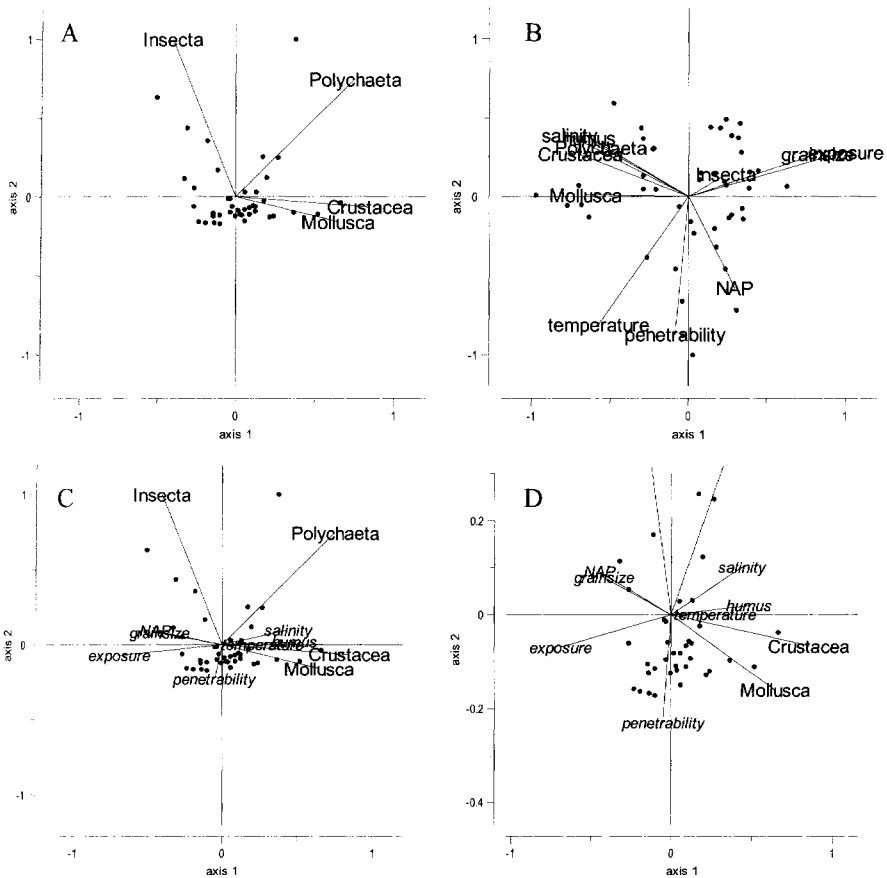 A
B
Insecta
Polychaeta
Crustacea
Mollusca
axis 2
1
0
-1
-1
0
1
axis 1
salinity
humus
Polychaeta
Crustacea
Mollusca
Insecta
grainsize
exposure
NAP
temperature
penetrability
axis 2
1
0
-1
-1
0
1
axis 1
C
D
Insecta
Polychaeta
NAP
grainsize
exposure
salinity
humus
temperature
Crustacea
Mollusca
penetrability
axis 2
1
0
-1
-1
0
1
axis 1
NAP
grainsize
salinity
humus
temperature
exposure
Crustacea
Mollusca
penetrability
axis 2
0.2
0
-0.2
-0.4
-1
0
1
axis 1